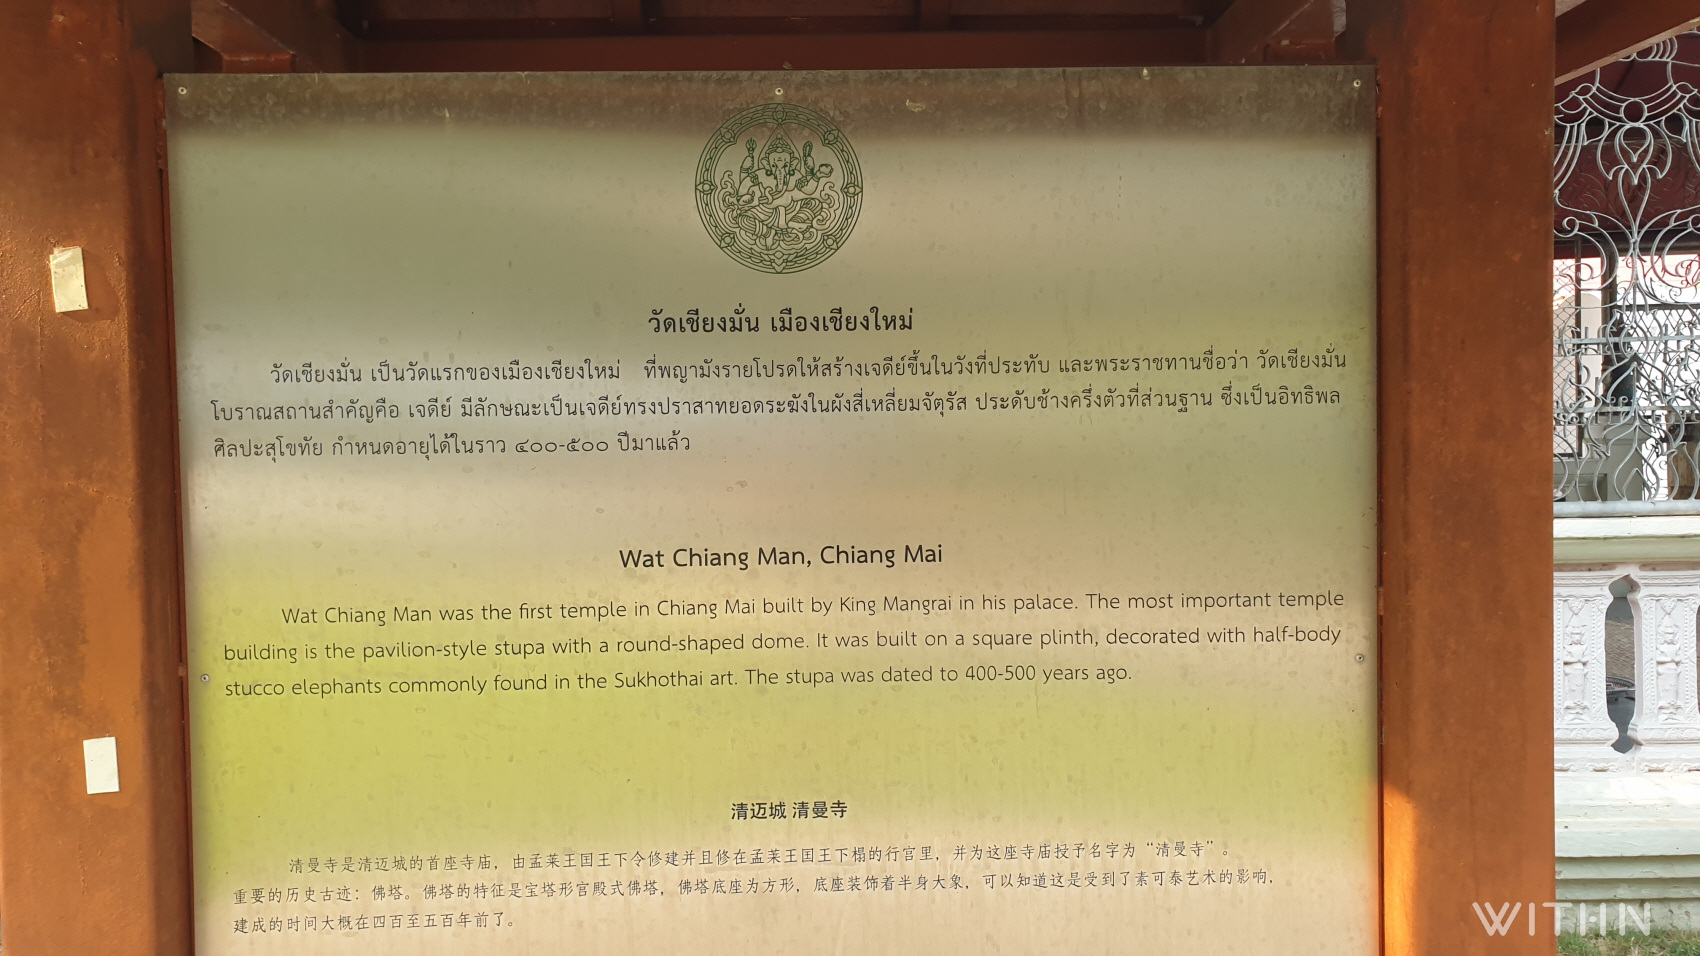 วัดเชียงมั่น เมืองเชียงใหม่
วัดเชียงมั่น เป็นวัดแรกของเมืองเชียงใหม่ ที่พญามังรายโปรดให้สร้างเจดีย์ขึ้นในวังที่ประทับ และพระราชทานชื่อว่า วัดเชียงมั่น
โบราณสถานสำคัญคือ เจดีย์ มีลักษณะเป็นเจดีย์ทรงปราสาทยอดระฆังในผังสี่เหลี่ยมจัตุรัส ประดับช้างครึ่งตัวที่ส่วนฐาน ซึ่งเป็นอิทธิพล
ศิลปะสุโขทัย กำหนดอายุได้ในราว ๔๐๐-๕๐๐ ปีมาแล้ว
Wat Chiang Man, Chiang Mai
Wat Chiang Man was the first temple in Chiang Mai built by King Mangrai in his palace. The most important temple
building is the pavilion-style stupa with a round-shaped dome. It was built on a square plinth, decorated with half-body
stucco elephants commonly found in the Sukhothai art. The stupa was dated to 400-500 years ago.
清迈城 清曼寺
清曼寺是清迈城的首座寺庙，由孟莱王国王下令修建并且修在孟莱王国王下榻的行宫里，并为这座寺庙授予名字为“清曼寺”。
重要的历史古迹：佛塔。佛塔的特征是宝塔形宫殿式佛塔，佛塔底座为方形，底座装饰着半身大象，可以知道这是受到了素可泰艺术的影响，
建成的时间大概在四百至五百年前了。
WITHN